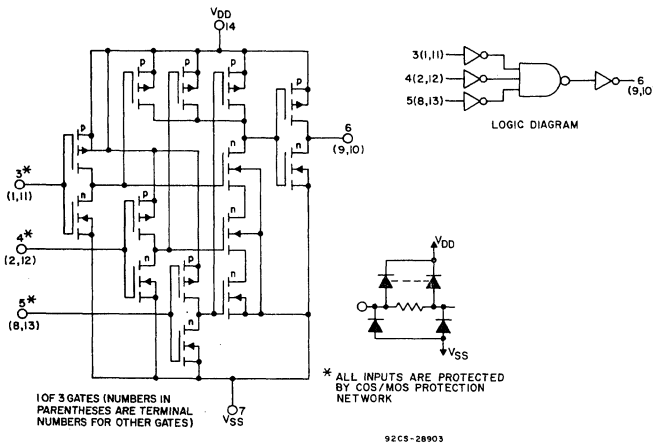 VDD
14
p
p
p
p
3(1,11)
4(2,12)
5(8,13)
6
(9,10
LOGIC DIAGRAM
p
3*
(1,11)
n
n
n
6
(9,10)
p
4*
(2,12)
n
n
p
n
5*
(8,13)
n
VDD
VSS
* ALL INPUTS ARE PROTECTED
BY COS/MOS PROTECTION
NETWORK
1 OF 3 GATES (NUMBERS IN
PARENTHESES ARE TERMINAL
NUMBERS FOR OTHER GATES)
7
VSS
92CS-28903